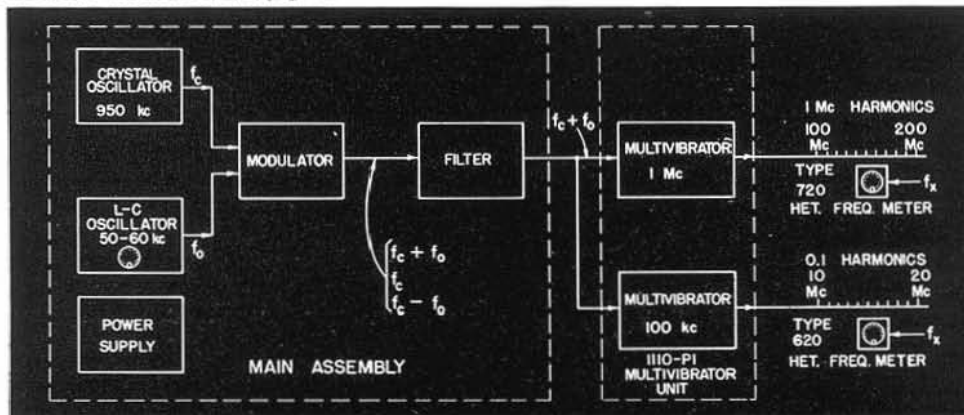 CRYSTAL
OSCILLATOR
950 kc
fc
L-C
OSCILLATOR
50-60 kc
fo
POWER
SUPPLY
MODULATOR
fc + fo
fc
fc - fo
FILTER
MAIN ASSEMBLY
fc + fo
MULTIVIBRATOR
1 Mc
MULTIVIBRATOR
100 kc
1110-P1
MULTIVIBRATOR
UNIT
1 Mc HARMONICS
100 200
Mc Mc
TYPE
720 fx
HET. FREQ. METER
0.1 HARMONICS
10 20
Mc Mc
TYPE
620 fx
HET. FREQ. METER